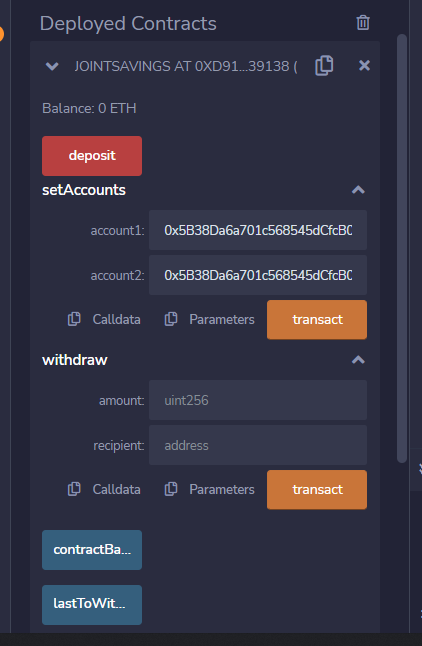 Deployed Contracts
JOINTSAVINGS AT 0XD91...39138 (
Balance: 0 ETH
deposit
setAccounts
account1: 0x5B38Da6a701c568545dCfcB0
account2: 0x5B38Da6a701c568545dCfcB0
Calldata Parameters transact
withdraw
amount: uint256
recipient: address
Calldata Parameters transact
contractBa...
lastToWit...